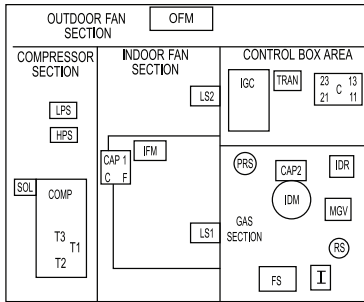 OUTDOOR FAN
SECTION
OFM
COMPRESSOR
SECTION
LPS
HPS
SOL
COMP
T3
T1
T2
INDOOR FAN
SECTION
LS2
CAP 1
C F
IFM
LS1
CONTROL BOX AREA
IGC
TRAN
23 13
C
21 11
PRS
CAP2
IDR
IDM
MGV
GAS
SECTION
RS
FS
I